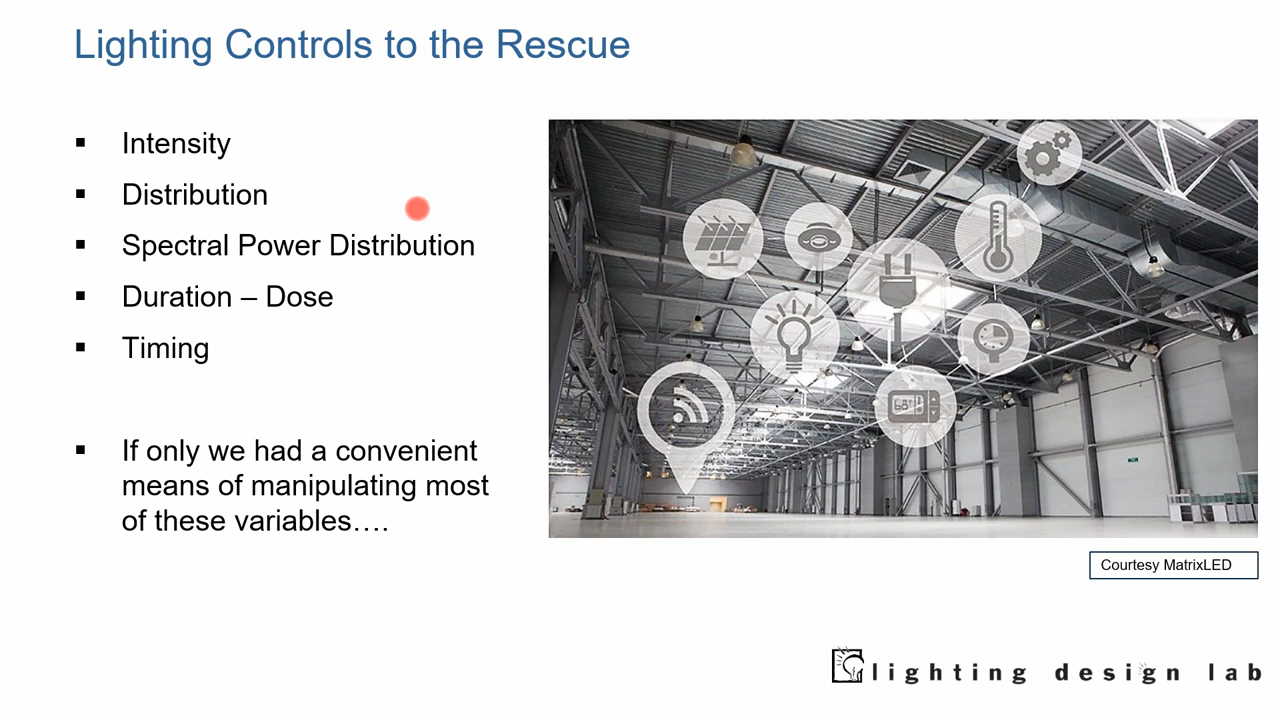 Lighting Controls to the Rescue
▪ Intensity
▪ Distribution
▪ Spectral Power Distribution
▪ Duration – Dose
▪ Timing
▪ If only we had a convenient
means of manipulating most
of these variables….
Courtesy MatrixLED
lighting design lab